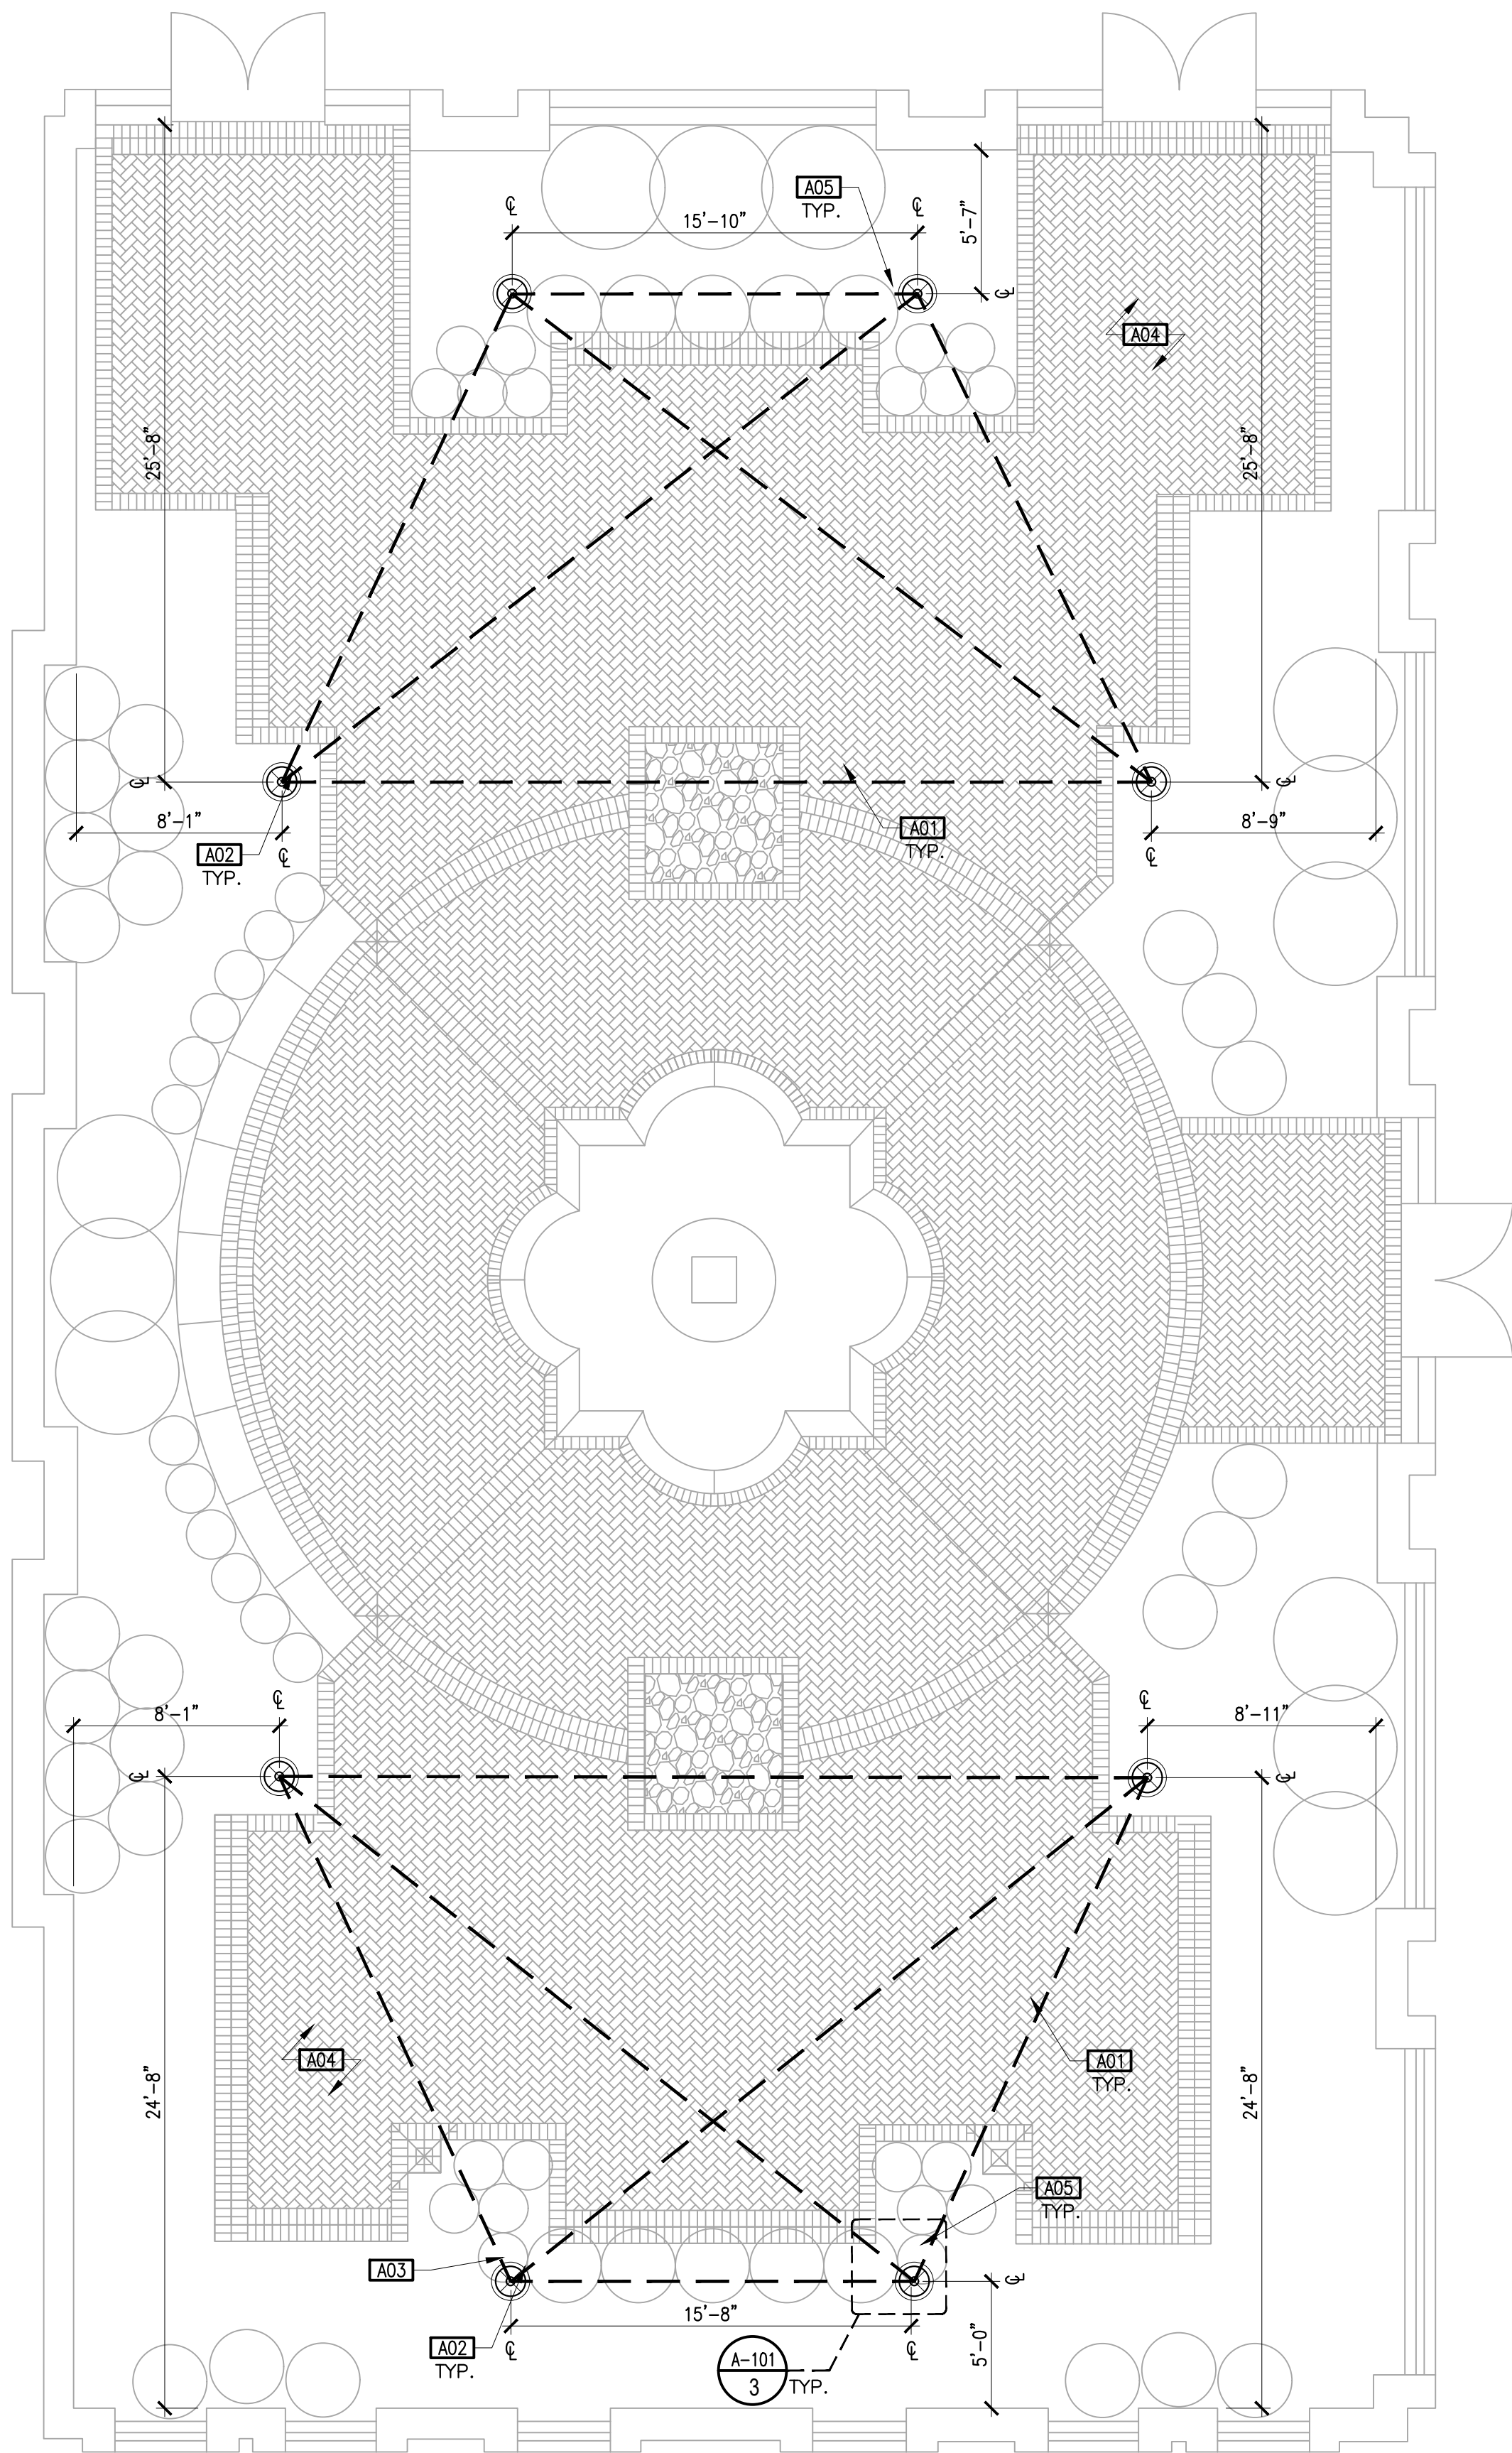 A05
TYP.
℄
℄
15'-10"
5'-7"
℄
A04
25'-8"
25'-8"
℄
℄
8'-1"
A01
TYP.
8'-9"
A02
TYP.
℄
℄
℄
℄
8'-1"
8'-11"
℄
℄
A04
A01
TYP.
24'-8"
24'-8"
A05
TYP.
A03
℄
15'-8"
A02
TYP.
℄
℄
5'-0"
A-101
3
TYP.